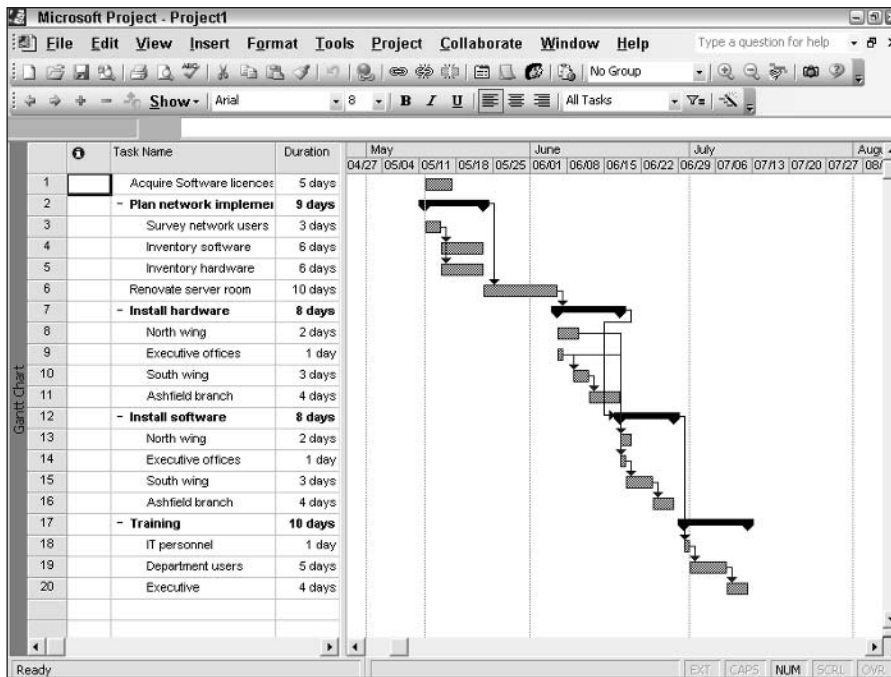 Microsoft Project - Project1
File Edit View Insert Format Tools Project Collaborate Window Help Type a question for help
No Group
Show Arial 8 B I U All Tasks
Task Name Duration
May June July Augu
04/27 05/04 05/11 05/18 05/25 06/01 06/08 06/15 06/22 06/29 07/06 07/13 07/20 07/27 08/
1 Acquire Software licences 5 days
2 - Plan network implemen 9 days
3 Survey network users 3 days
4 Inventory software 6 days
5 Inventory hardware 6 days
6 Renovate server room 10 days
7 - Install hardware 8 days
8 North wing 2 days
9 Executive offices 1 day
10 South wing 3 days
11 Ashfield branch 4 days
12 - Install software 8 days
13 North wing 2 days
14 Executive offices 1 day
15 South wing 3 days
16 Ashfield branch 4 days
17 - Training 10 days
18 IT personnel 1 day
19 Department users 5 days
20 Executive 4 days
Gantt Chart
Ready EXT CAPS NUM SCRL OVR